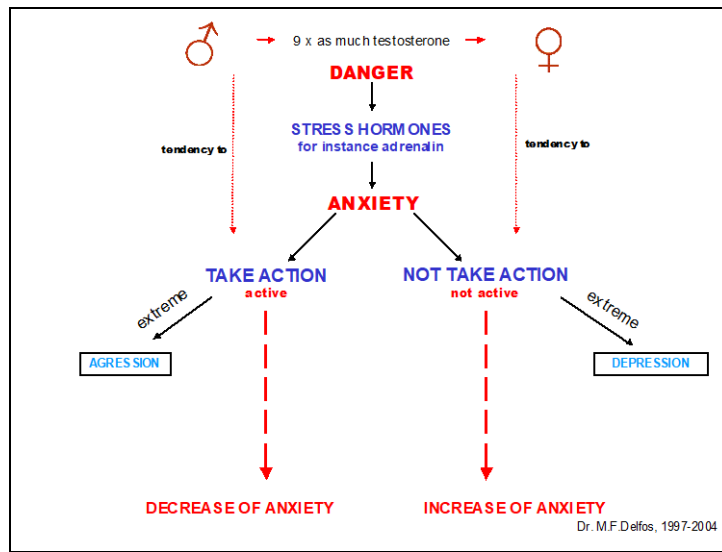 9 x as much testosterone
DANGER
STRESS HORMONES
for instance adrenalin
tendency to
tendency to
ANXIETY
TAKE ACTION
active
NOT TAKE ACTION
not active
extreme
extreme
AGRESSION
DEPRESSION
DECREASE OF ANXIETY
INCREASE OF ANXIETY
Dr. M.F.Delfos, 1997-2004